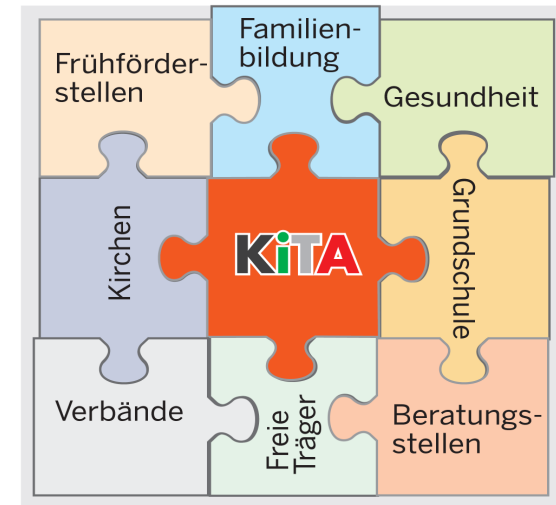 Frühförder-
stellen
Familien-
bildung
Gesundheit
Kirchen
KiTA
Grundschule
Verbände
Freie
Träger
Beratungs-
stellen